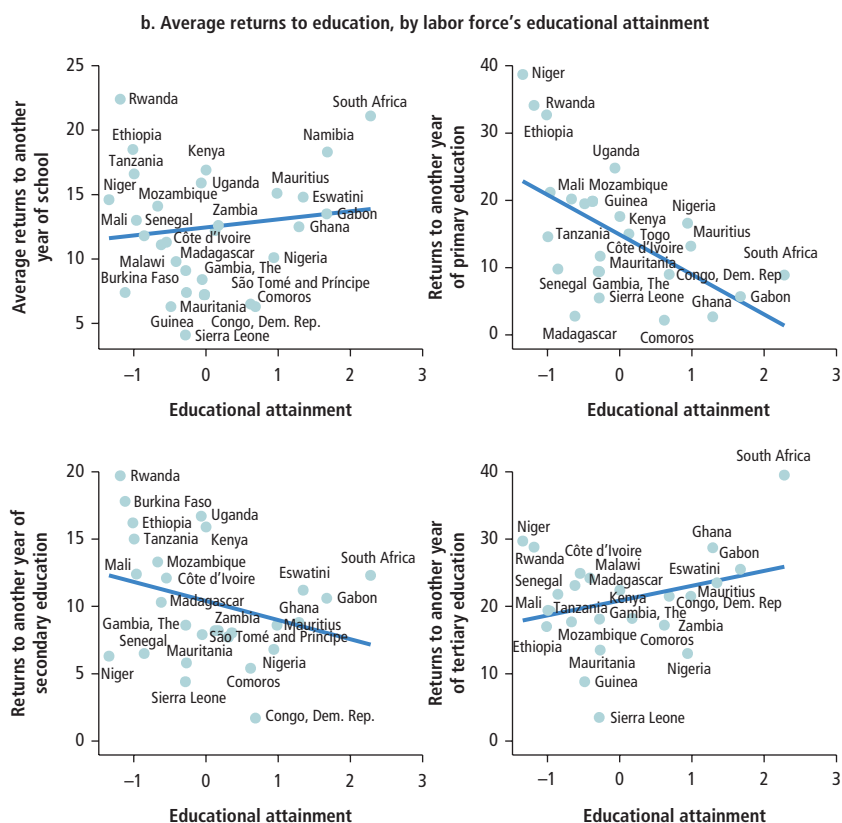 b. Average returns to education, by labor force's educational attainment
Average returns to another
year of school
25
20
15
10
5
Rwanda
South Africa
Ethiopia
Namibia
Tanzania
Kenya
Niger
Uganda
Mauritius
Mozambique
Eswatini
Mali
Senegal
Zambia
Gabon
Côte d'Ivoire
Ghana
Malawi
Madagascar
Nigeria
Burkina Faso
Gambia, The
São Tomé and Príncipe
Comoros
Mauritania
Guinea
Congo, Dem. Rep.
Sierra Leone
−1 0 1 2 3
Educational attainment
Returns to another year
of primary education
40
30
20
10
0
Niger
Rwanda
Ethiopia
Uganda
Mali
Mozambique
Guinea
Nigeria
Kenya
Tanzania
Togo
Mauritius
Côte d'Ivoire
South Africa
Mauritania
Congo, Dem. Rep
Senegal
Gambia, The
Sierra Leone
Ghana
Gabon
Madagascar
Comoros
−1 0 1 2 3
Educational attainment
Returns to another year of
secondary education
20
15
10
5
0
Rwanda
Burkina Faso
Ethiopia
Uganda
Tanzania
Kenya
Mali
Mozambique
South Africa
Côte d'Ivoire
Eswatini
Madagascar
Ghana
Gabon
Gambia, The
Zambia
Mauritius
Senegal
São Tomé and Príncipe
Mauritania
Nigeria
Niger
Comoros
Sierra Leone
Congo, Dem. Rep.
−1 0 1 2 3
Educational attainment
Returns to another year
of tertiary education
40
30
20
10
0
South Africa
Niger
Ghana
Rwanda
Côte d'Ivoire
Gabon
Malawi
Eswatini
Senegal
Madagascar
Mauritius
Mali
Tanzania
Kenya
Congo, Dem. Rep
Gambia, The
Zambia
Ethiopia
Mozambique
Comoros
Mauritania
Nigeria
Guinea
Sierra Leone
−1 0 1 2 3
Educational attainment